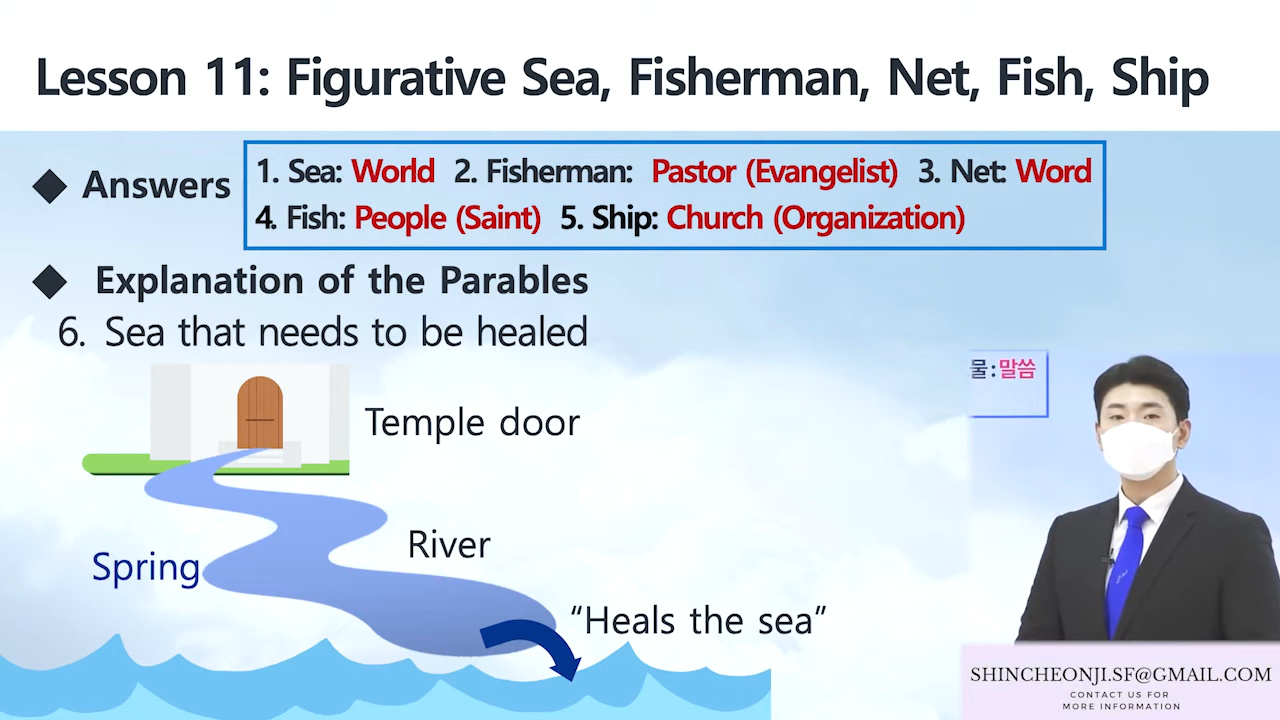 Lesson 11: Figurative Sea, Fisherman, Net, Fish, Ship
◆ Answers
1. Sea: World 2. Fisherman: Pastor (Evangelist) 3. Net: Word
4. Fish: People (Saint) 5. Ship: Church (Organization)
◆ Explanation of the Parables
6. Sea that needs to be healed
물:말씀
Temple door
River
Spring
“Heals the sea”
SHINCHEONJI.SF@GMAIL.COM
CONTACT US FOR
MORE INFORMATION